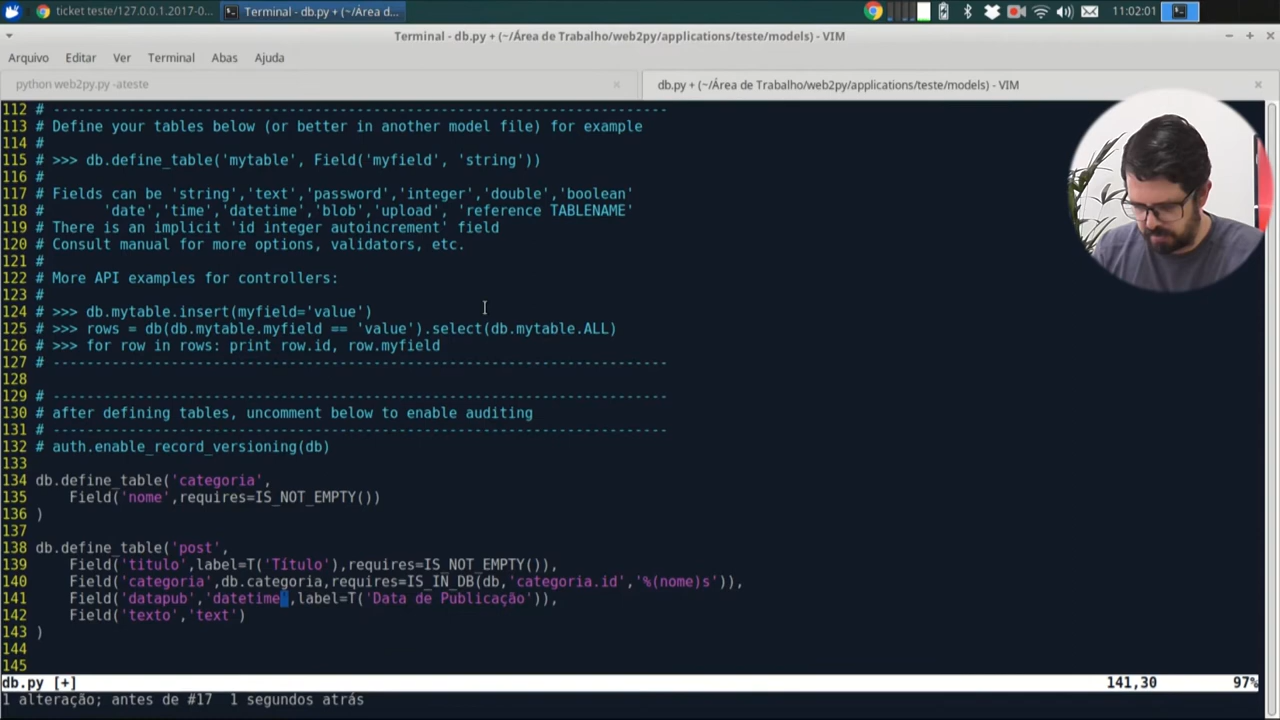 ticket teste/127.0.0.1.2017-0...
Terminal - db.py + (~/Área de d...
11:02:01
Terminal - db.py + (~/Área de Trabalho/web2py/applications/teste/models) - VIM
Arquivo Editar Ver Terminal Abas Ajuda
python web2py.py -ateste
db.py + (~/Área de Trabalho/web2py/applications/teste/models) - VIM
112 # -------------------------------------------------------------------------
113 # Define your tables below (or better in another model file) for example
114 #
115 # >>> db.define_table('mytable', Field('myfield', 'string'))
116 #
117 # Fields can be 'string','text','password','integer','double','boolean'
118 #       'date','time','datetime','blob','upload', 'reference TABLENAME'
119 # There is an implicit 'id integer autoincrement' field
120 # Consult manual for more options, validators, etc.
121 #
122 # More API examples for controllers:
123 #
124 # >>> db.mytable.insert(myfield='value')
125 # >>> rows = db(db.mytable.myfield == 'value').select(db.mytable.ALL)
126 # >>> for row in rows: print row.id, row.myfield
127 # -------------------------------------------------------------------------
128
129 # -------------------------------------------------------------------------
130 # after defining tables, uncomment below to enable auditing
131 # -------------------------------------------------------------------------
132 # auth.enable_record_versioning(db)
133
134 db.define_table('categoria',
135     Field('nome',requires=IS_NOT_EMPTY())
136 )
137
138 db.define_table('post',
139     Field('titulo',label=T('Título'),requires=IS_NOT_EMPTY()),
140     Field('categoria',db.categoria,requires=IS_IN_DB(db,'categoria.id','%(nome)s')),
141     Field('datapub','datetime',label=T('Data de Publicação')),
142     Field('texto','text')
143 )
144
145
db.py [+] 141,30 97%
1 alteração; antes de #17 1 segundos atrás